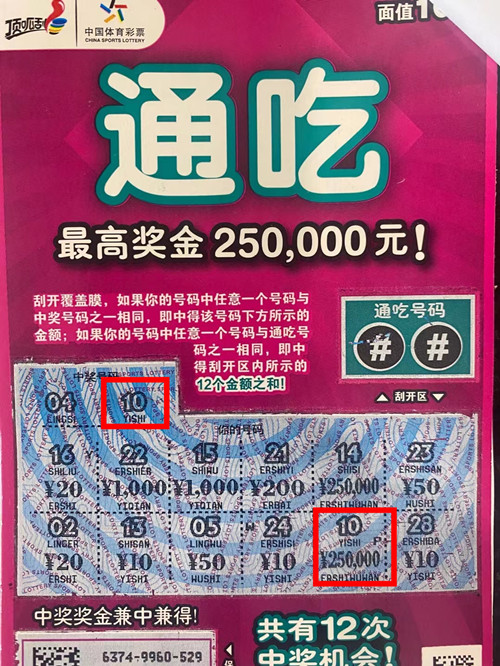 顶呱刮
中国体育彩票
CHINA SPORTS LOTTERY
面值10
通吃
最高奖金250,000元!
刮开覆盖膜，如果你的号码中任意一个号码与
中奖号码之一相同，即中得该号码下方所示的
金额；如果你的号码中任意一个号码与通吃号
码之一相同，即中
得刮开区内所示的
12个金额之和!
通吃号码
# #
▲ 刮开区 ▼
中奖号码
04 10
LINGSI YISHI
你的号码
16 22 15 21 14 23
SHILIU ERSHIER SHIWU ERSHIYI SHISI ERSHISAN
¥20 ¥1,000 ¥1,000 ¥200 ¥250,000 ¥50
ERSHI YIQIAN YIQIAN ERBAI ERSHIWUWAN WUSHI
02 13 05 24 10 28
LINGER SHISAN LINGWU ERSHISI YISHI ERSHIBA
¥20 ¥10 ¥50 ¥10 ¥250,000 ¥10
ERSHI YISHI WUSHI YISHI ERSHIWUWAN YISHI
中奖奖金兼中兼得!
6374-9960-529
共有12次
中奖机会!